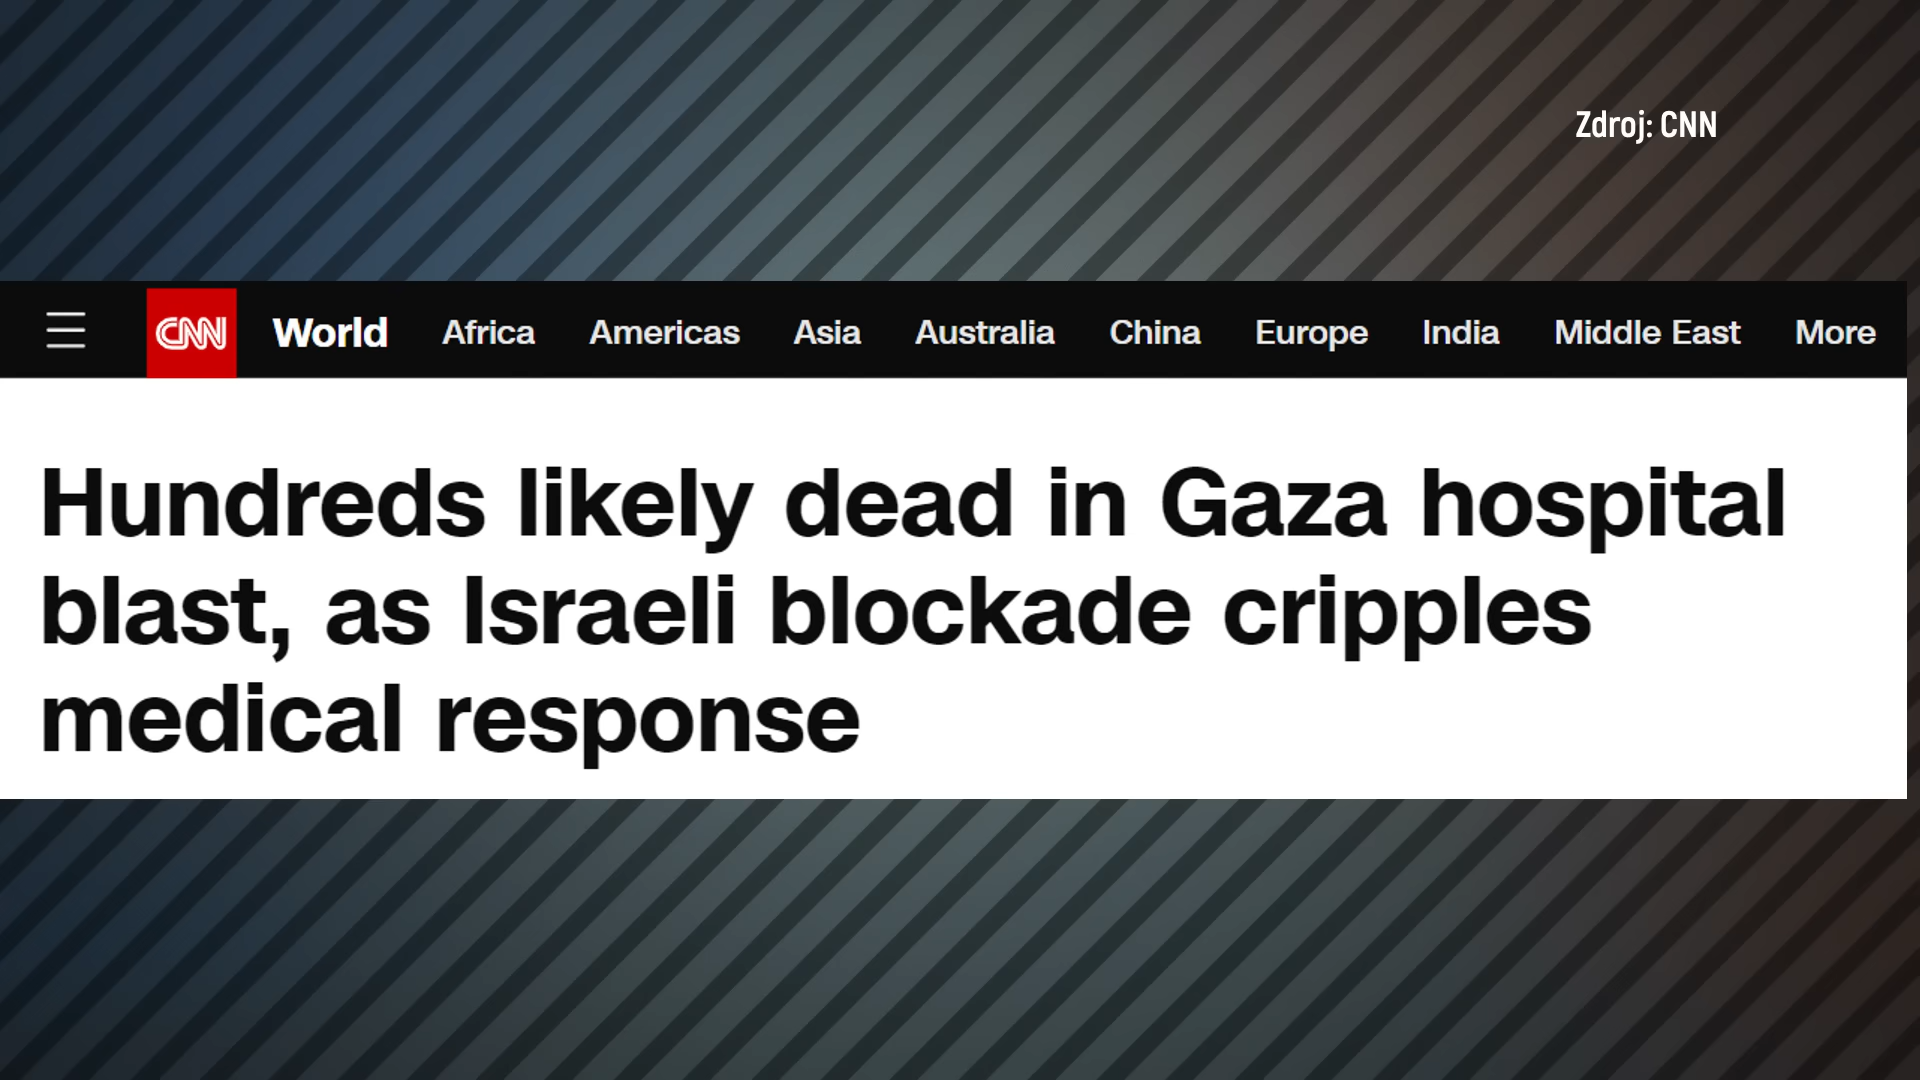 Zdroj: CNN
CNN World Africa Americas Asia Australia China Europe India Middle East More
Hundreds likely dead in Gaza hospital
blast, as Israeli blockade cripples
medical response